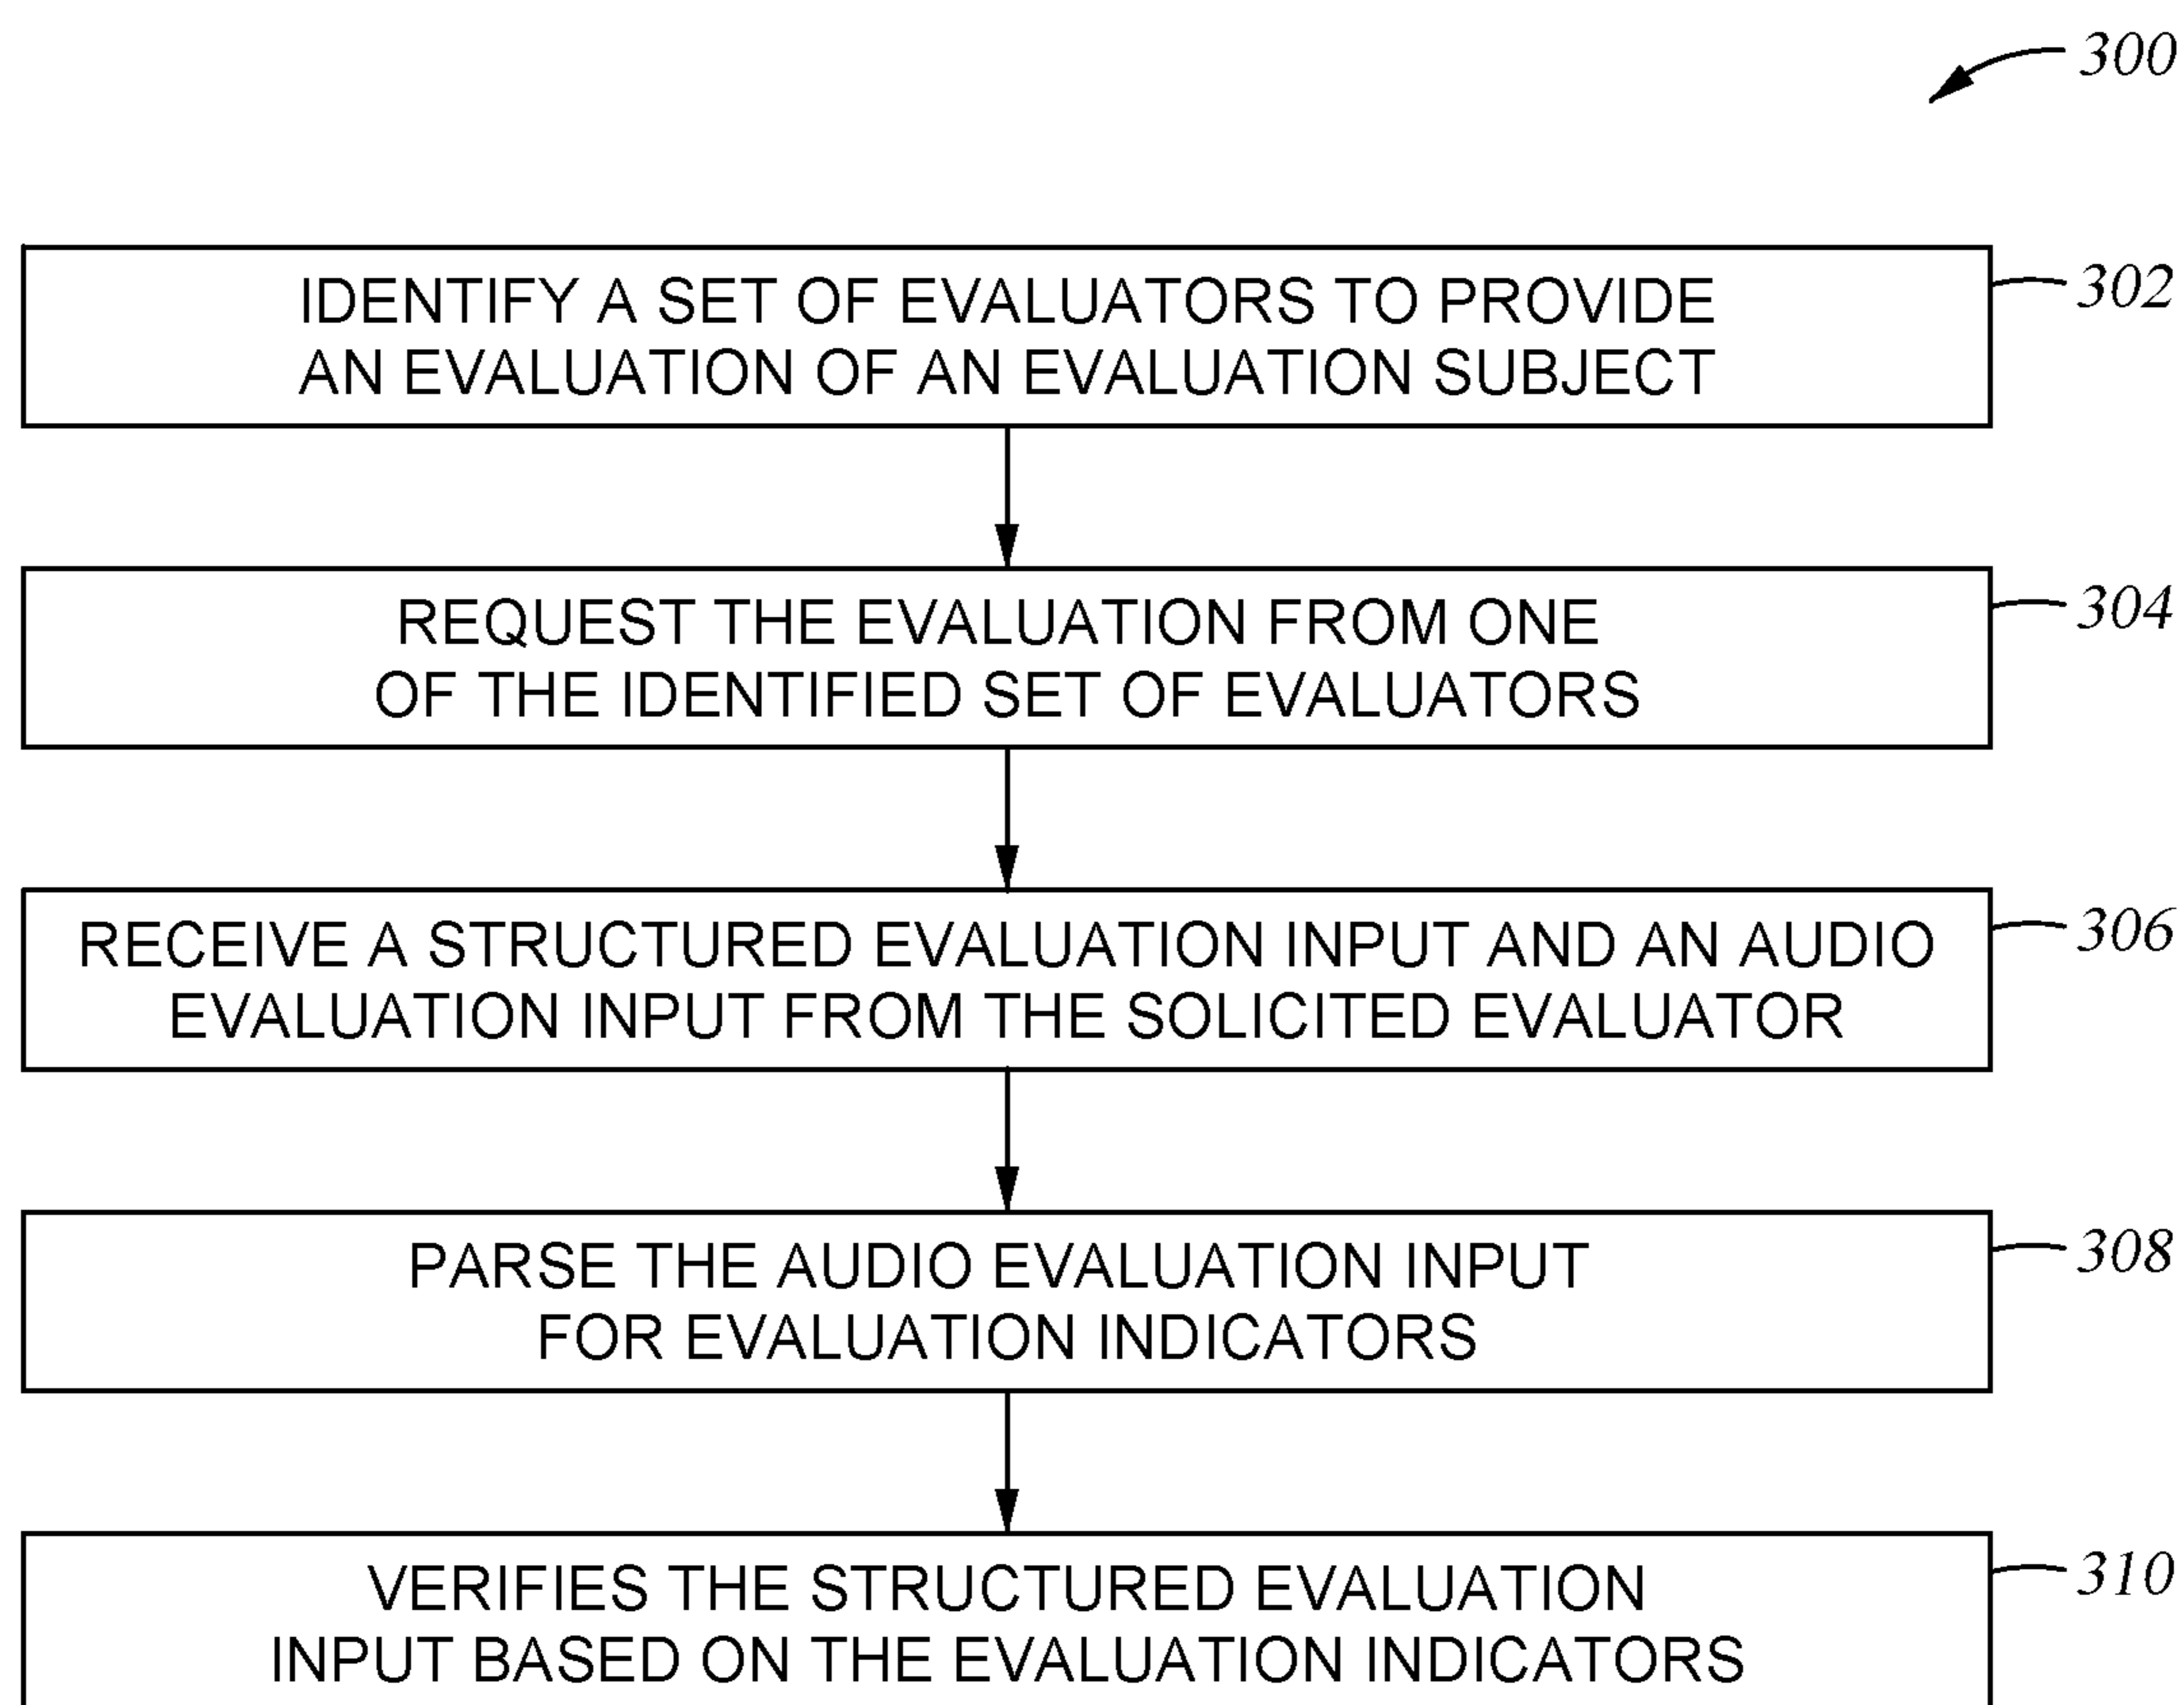 300
IDENTIFY A SET OF EVALUATORS TO PROVIDE
AN EVALUATION OF AN EVALUATION SUBJECT
302
REQUEST THE EVALUATION FROM ONE
OF THE IDENTIFIED SET OF EVALUATORS
304
RECEIVE A STRUCTURED EVALUATION INPUT AND AN AUDIO
EVALUATION INPUT FROM THE SOLICITED EVALUATOR
306
PARSE THE AUDIO EVALUATION INPUT
FOR EVALUATION INDICATORS
308
VERIFIES THE STRUCTURED EVALUATION
INPUT BASED ON THE EVALUATION INDICATORS
310